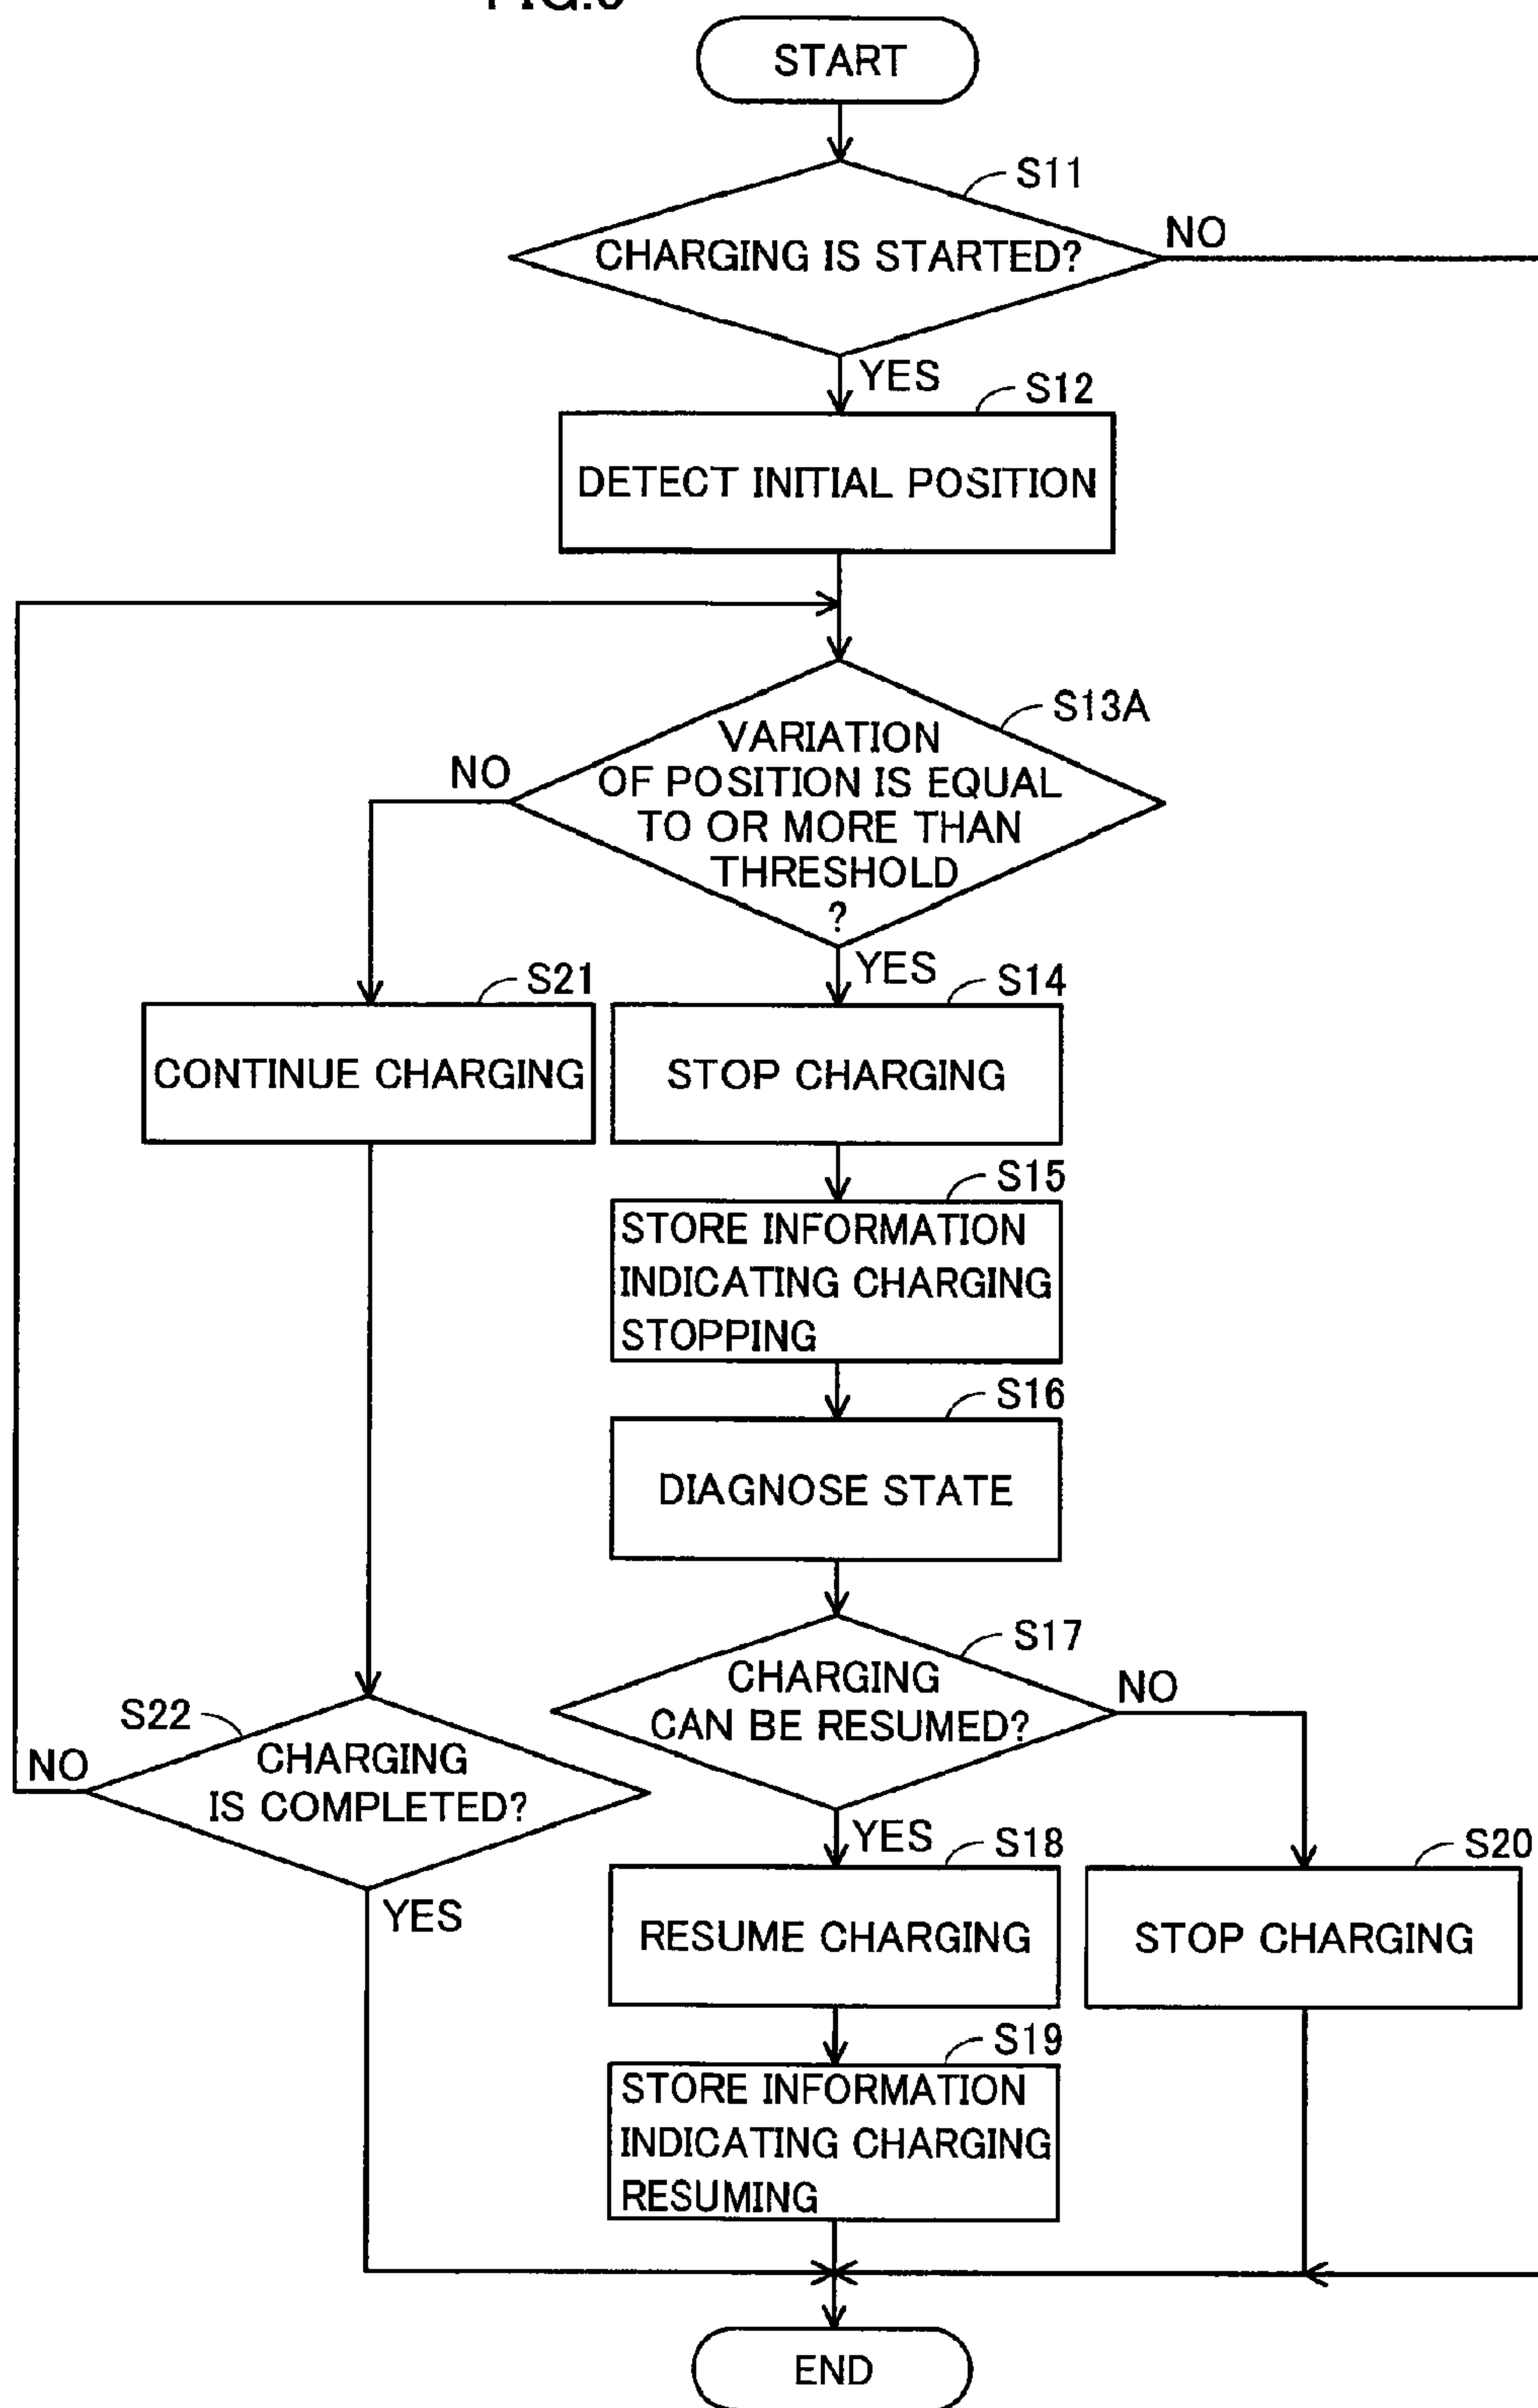 START
S11
CHARGING IS STARTED?
NO
YES
S12
DETECT INITIAL POSITION
S13A
VARIATION
OF POSITION IS EQUAL
TO OR MORE THAN
THRESHOLD
?
NO
YES
S21
CONTINUE CHARGING
S14
STOP CHARGING
S15
STORE INFORMATION
INDICATING CHARGING
STOPPING
S16
DIAGNOSE STATE
S17
CHARGING
CAN BE RESUMED?
NO
S22
CHARGING
IS COMPLETED?
NO
YES
YES
S18
RESUME CHARGING
S20
STOP CHARGING
S19
STORE INFORMATION
INDICATING CHARGING
RESUMING
END